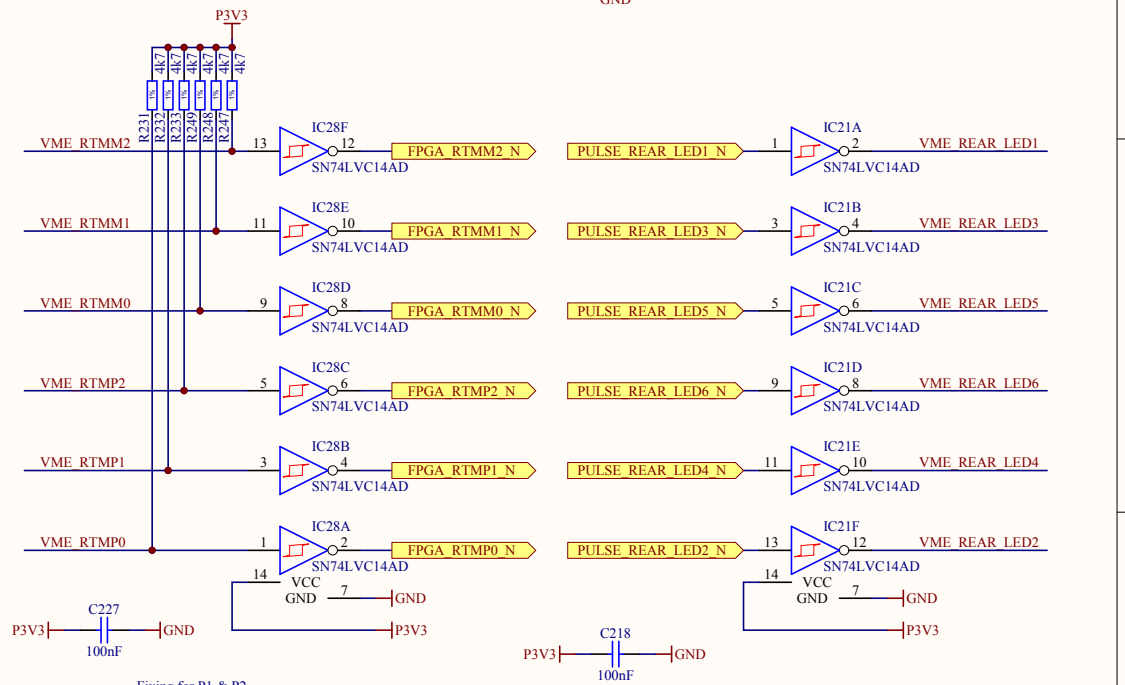 GND
P3V3
4k7 4k7 4k7 4k7 4k7 4k7
1% 1% 1% 1% 1% 1%
R231 R232 R233 R249 R248 R247
VME_RTMM2 13 IC28F 12 FPGA_RTMM2_N
SN74LVC14AD
PULSE_REAR_LED1_N 1 IC21A 2 VME_REAR_LED1
SN74LVC14AD
VME_RTMM1 11 IC28E 10 FPGA_RTMM1_N
SN74LVC14AD
PULSE_REAR_LED3_N 3 IC21B 4 VME_REAR_LED3
SN74LVC14AD
VME_RTMM0 9 IC28D 8 FPGA_RTMM0_N
SN74LVC14AD
PULSE_REAR_LED5_N 5 IC21C 6 VME_REAR_LED5
SN74LVC14AD
VME_RTMP2 5 IC28C 6 FPGA_RTMP2_N
SN74LVC14AD
PULSE_REAR_LED6_N 9 IC21D 8 VME_REAR_LED6
SN74LVC14AD
VME_RTMP1 3 IC28B 4 FPGA_RTMP1_N
SN74LVC14AD
PULSE_REAR_LED4_N 11 IC21E 10 VME_REAR_LED4
SN74LVC14AD
VME_RTMP0 1 IC28A 2 FPGA_RTMP0_N
SN74LVC14AD
PULSE_REAR_LED2_N 13 IC21F 12 VME_REAR_LED2
SN74LVC14AD
14 VCC
GND 7 GND
P3V3
14 VCC
GND 7 GND
P3V3
C227
P3V3 GND
100nF
C218
P3V3 GND
100nF
Fixing for P1 & P2